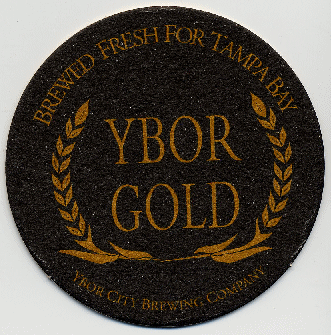 BREWED FRESH FOR TAMPA BAY
YBOR
GOLD
YBOR CITY BREWING COMPANY